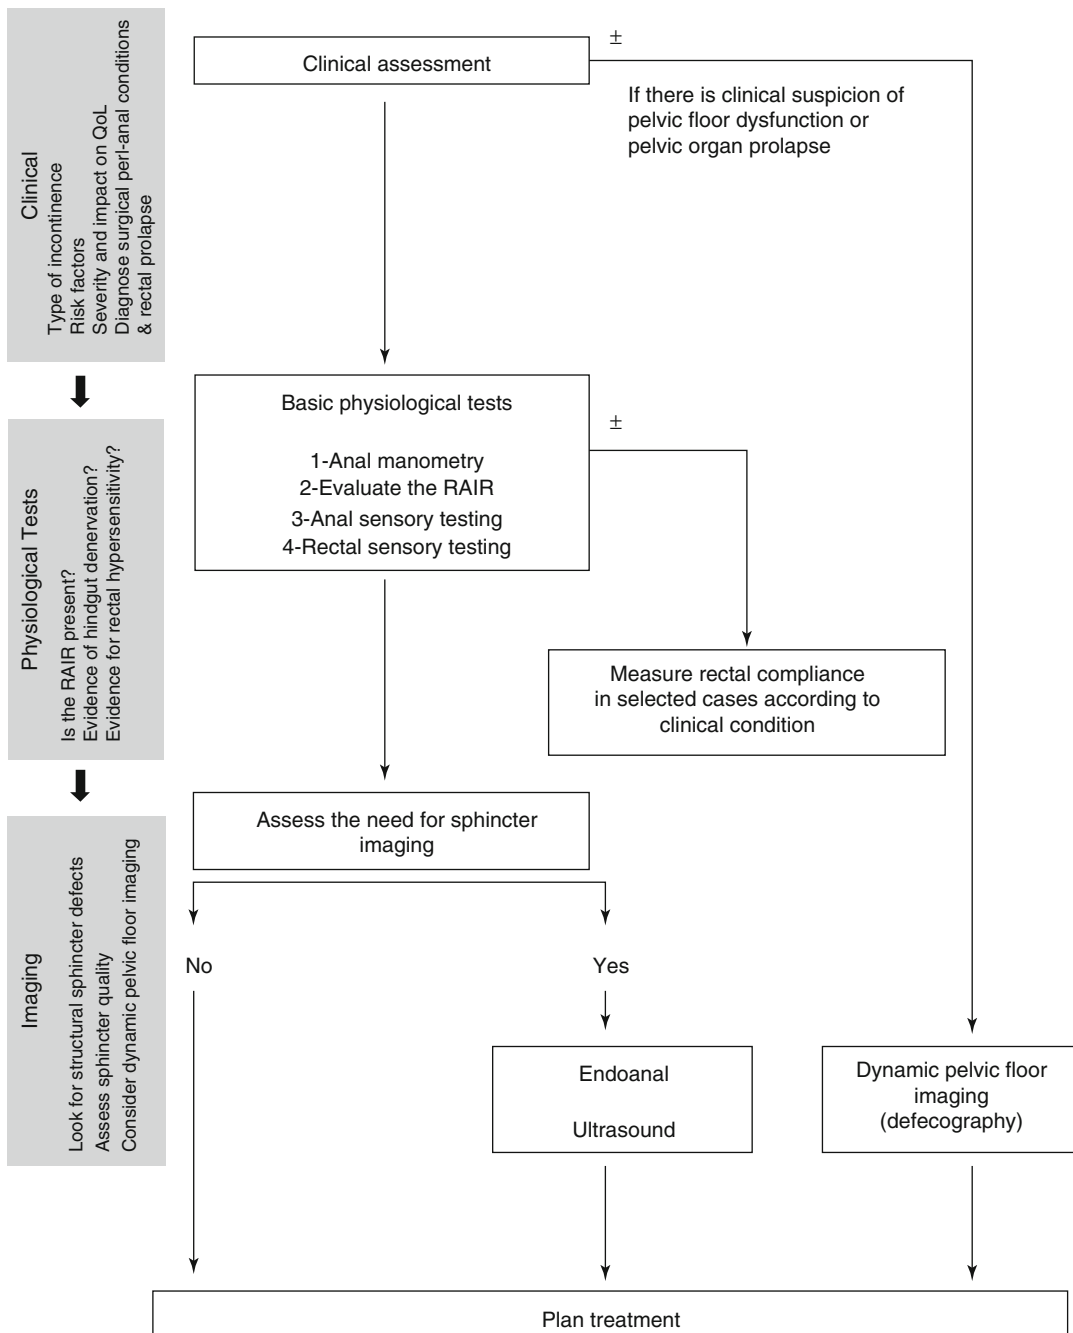 Clinical
Type of incontinence
Risk factors
Severity and impact on QoL
Diagnose surgical perl-anal conditions
& rectal prolapse
Clinical assessment
±
If there is clinical suspicion of
pelvic floor dysfunction or
pelvic organ prolapse
Physiological Tests
Is the RAIR present?
Evidence of hindgut denervation?
Evidence for rectal hypersensitivity?
Basic physiological tests
1-Anal manometry
2-Evaluate the RAIR
3-Anal sensory testing
4-Rectal sensory testing
±
Measure rectal compliance
in selected cases according to
clinical condition
Imaging
Look for structural sphincter defects
Assess sphincter quality
Consider dynamic pelvic floor imaging
Assess the need for sphincter
imaging
No
Yes
Endoanal
Ultrasound
Dynamic pelvic floor
imaging
(defecography)
Plan treatment